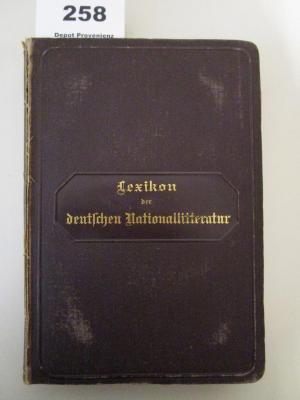 258
Depot Provenienz
Lexikon
der
deutschen Nationallitteratur